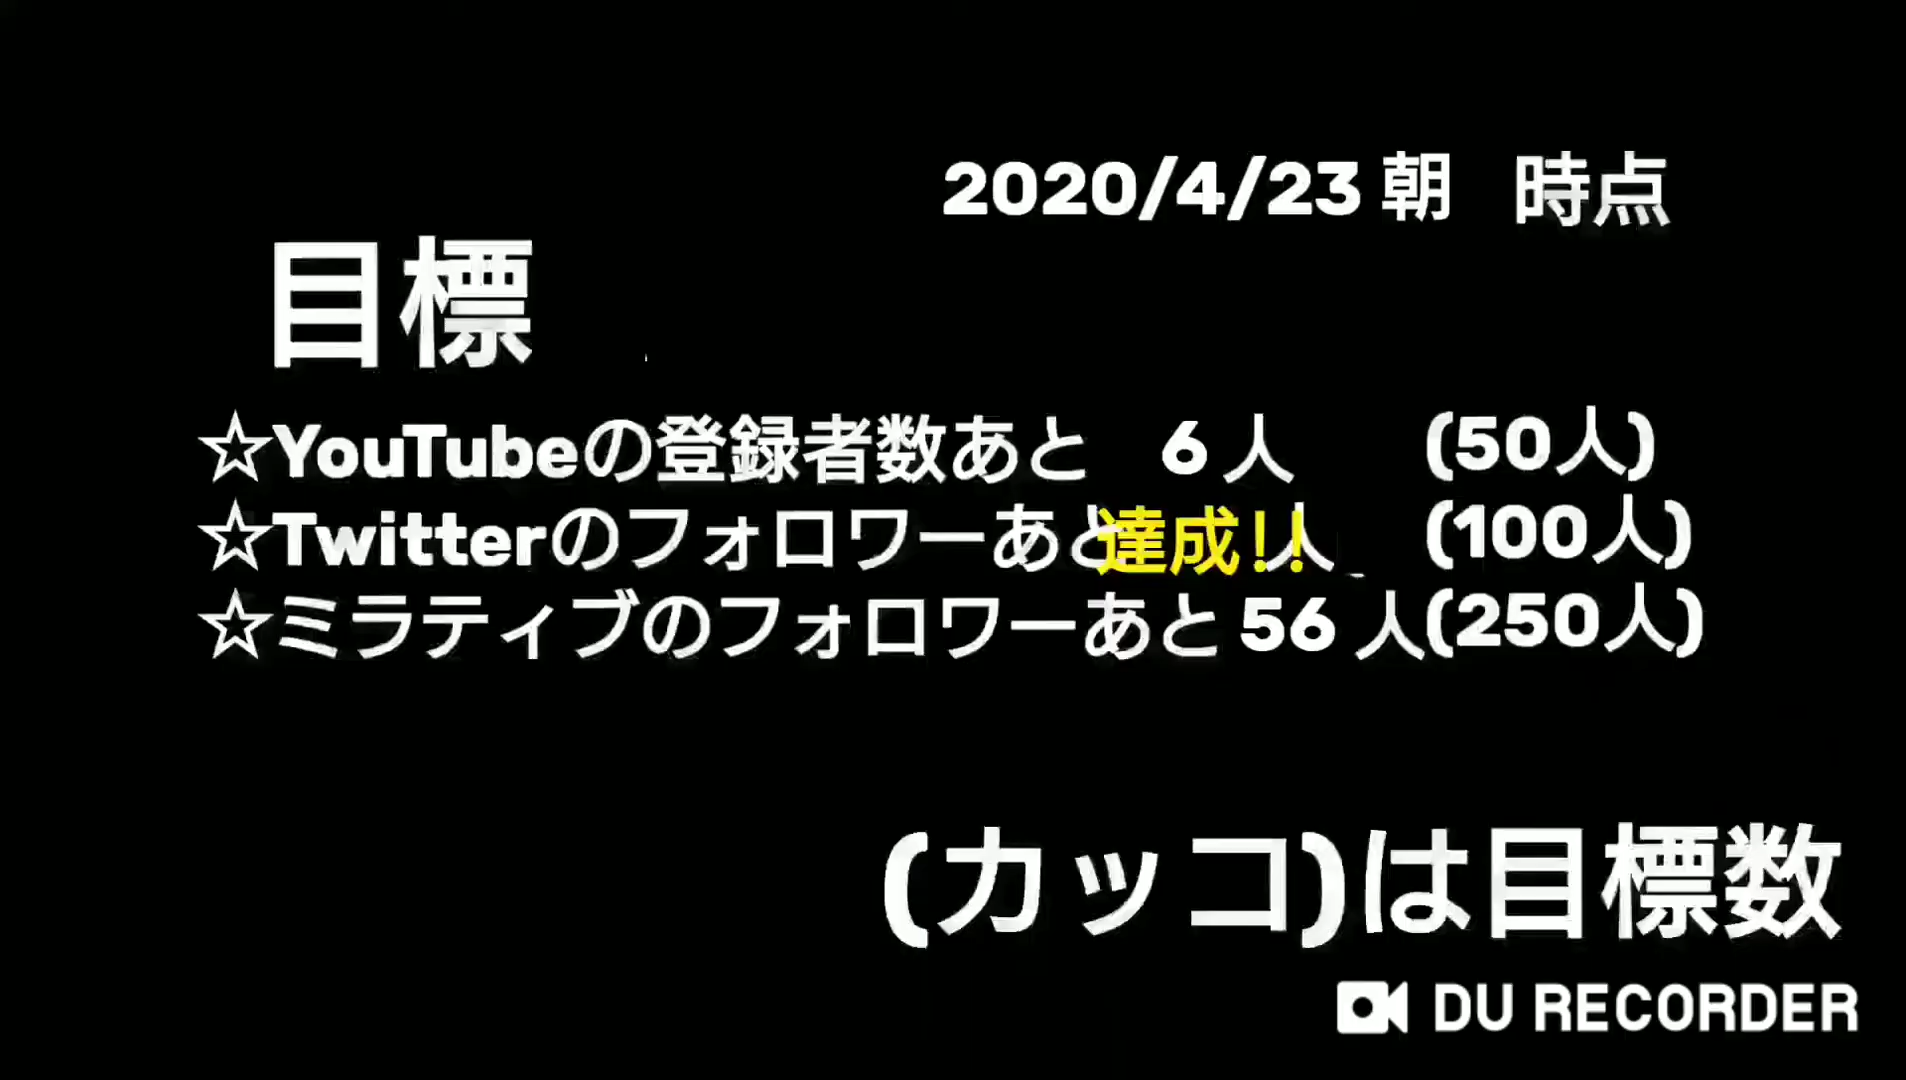 2020/4/23 朝 時点
目標
☆YouTubeの登録者数あと 6人 (50人)
☆Twitterのフォロワーあと達成!!人 (100人)
☆ミラティブのフォロワーあと 56 人(250人)
(カッコ)は目標数
DU RECORDER